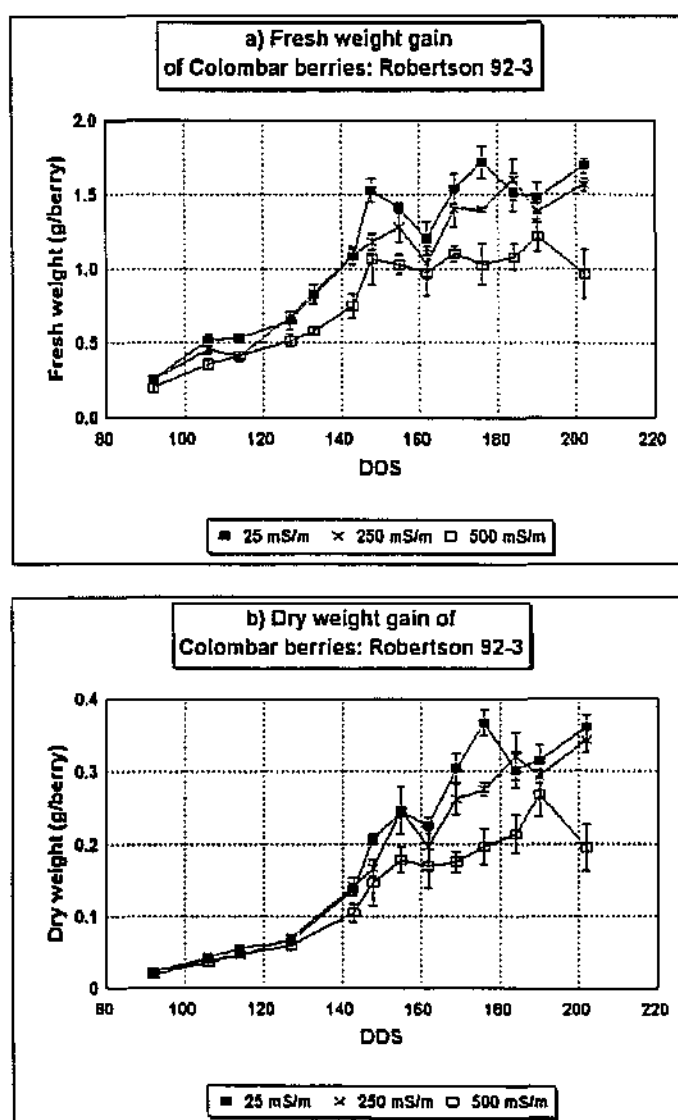 a) Fresh weight gain
of Colombar berries: Robertson 92-3
2.0
1.5
1.0
0.5
0.0
Fresh weight (g/berry)
80 100 120 140 160 180 200 220
DOS
25 mS/m 250 mS/m 500 mS/m
b) Dry weight gain of
Colombar berries: Robertson 92-3
0.4
0.3
0.2
0.1
0
Dry weight (g/berry)
80 100 120 140 160 180 200 220
DOS
25 mS/m 250 mS/m 500 mS/m